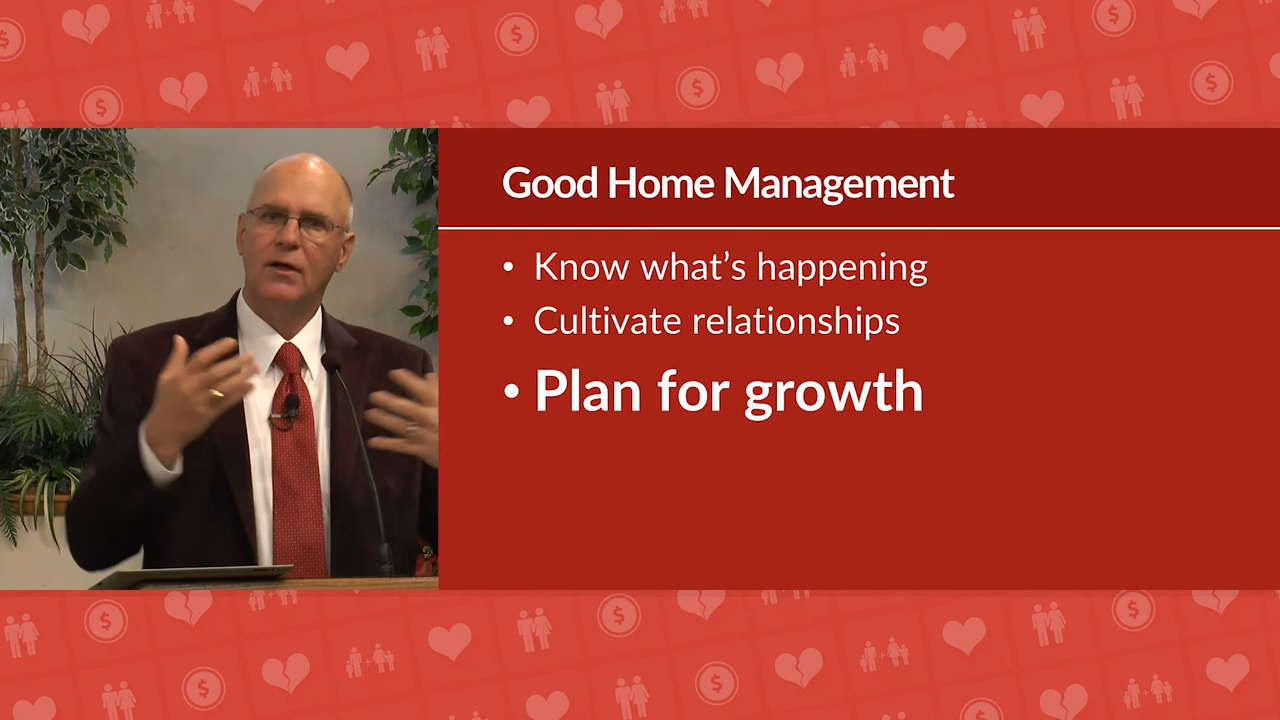 Good Home Management
• Know what’s happening
• Cultivate relationships
• Plan for growth